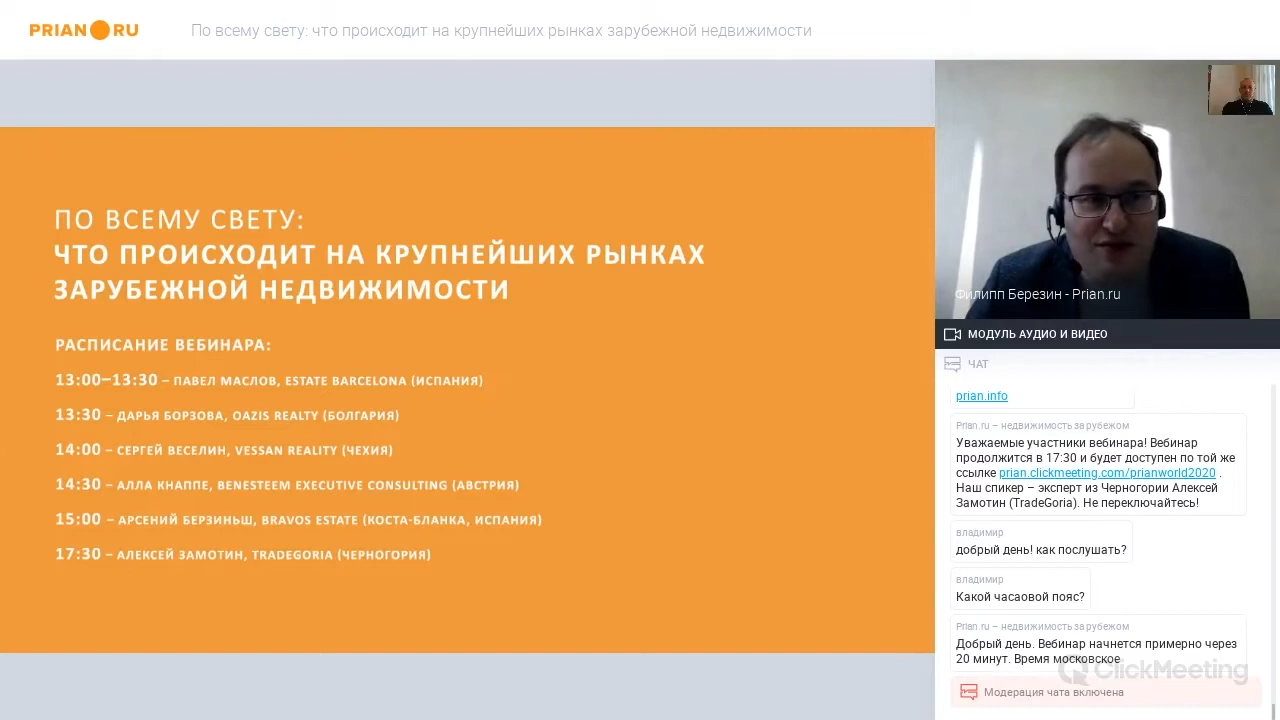 PRIAN RU
По всему свету: что происходит на крупнейших рынках зарубежной недвижимости
ПО ВСЕМУ СВЕТУ:
ЧТО ПРОИСХОДИТ НА КРУПНЕЙШИХ РЫНКАХ
ЗАРУБЕЖНОЙ НЕДВИЖИМОСТИ
РАСПИСАНИЕ ВЕБИНАРА:
13:00–13:30 – ПАВЕЛ МАСЛОВ, ESTATE BARCELONA (ИСПАНИЯ)
13:30 – ДАРЬЯ БОРЗОВА, OAZIS REALTY (БОЛГАРИЯ)
14:00 – СЕРГЕЙ ВЕСЕЛИН, VESSAN REALITY (ЧЕХИЯ)
14:30 – АЛЛА КНАППЕ, BENESTEEM EXECUTIVE CONSULTING (АВСТРИЯ)
15:00 – АРСЕНИЙ БЕРЗИНЬШ, BRAVOS ESTATE (КОСТА-БЛАНКА, ИСПАНИЯ)
17:30 – АЛЕКСЕЙ ЗАМОТИН, TRADEGORIA (ЧЕРНОГОРИЯ)
Филипп Березин - Prian.ru
МОДУЛЬ АУДИО И ВИДЕО
ЧАТ
prian.info
Prian.ru – недвижимость за рубежом
Уважаемые участники вебинара! Вебинар
продолжится в 17:30 и будет доступен по той же
ссылке prian.clickmeeting.com/prianworld2020 .
Наш спикер – эксперт из Черногории Алексей
Замотин (TradeGoria). Не переключайтесь!
владимир
добрый день! как послушать?
владимир
Какой часаовой пояс?
Prian.ru – недвижимость за рубежом
Добрый день. Вебинар начнется примерно через
20 минут. Время московское
ClickMeeting
Модерация чата включена